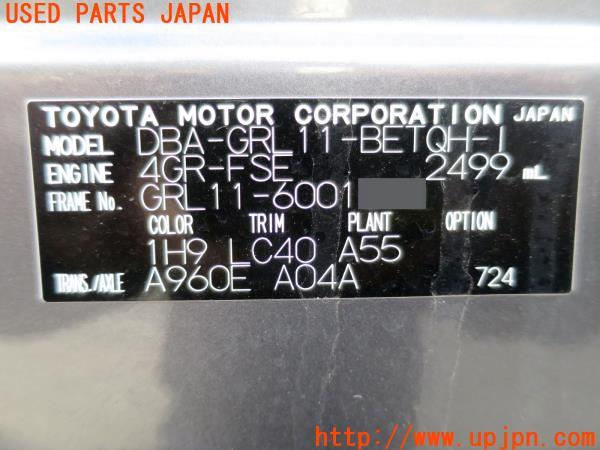 USED PARTS JAPAN
TOYOTA MOTOR CORPORATION JAPAN
MODEL DBA-GRL11-BETQH-I
ENGINE 4GR-FSE 2499 mL
FRAME No. GRL11-6001
COLOR TRIM PLANT OPTION
1H9 LC40 A55
TRANS./AXLE A960E A04A 724
UPJ
http://www.upjpn.com